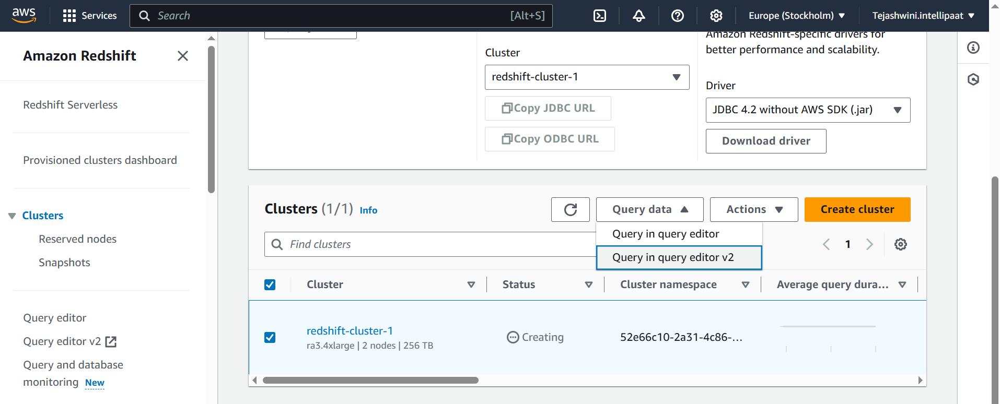 aws
Services
Search
[Alt+S]
Europe (Stockholm)
Tejashwini.intellipaat
Amazon Redshift
Redshift Serverless
Provisioned clusters dashboard
Clusters
Reserved nodes
Snapshots
Query editor
Query editor v2
Query and database
monitoring New
Cluster
redshift-cluster-1
Copy JDBC URL
Copy ODBC URL
Amazon Redshift-specific drivers for
better performance and scalability.
Driver
JDBC 4.2 without AWS SDK (.jar)
Download driver
Clusters (1/1) Info
Query data
Actions
Create cluster
Query in query editor
Query in query editor v2
Find clusters
1
Cluster
Status
Cluster namespace
Average query dura...
redshift-cluster-1
ra3.4xlarge | 2 nodes | 256 TB
Creating
52e66c10-2a31-4c86-...